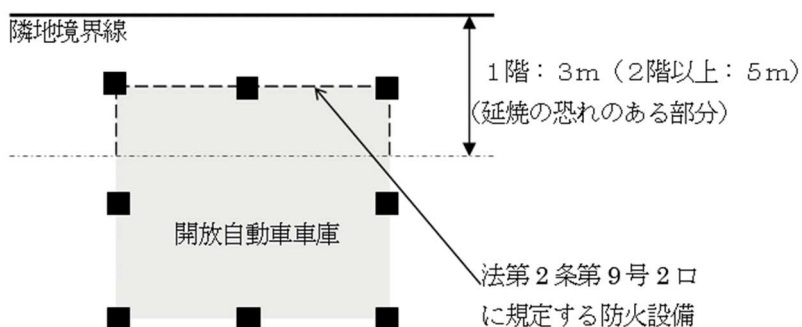 隣地境界線
１階：３ｍ（２階以上：５ｍ）
（延焼の恐れのある部分）
開放自動車車庫
法第２条第９号２ロ
に規定する防火設備